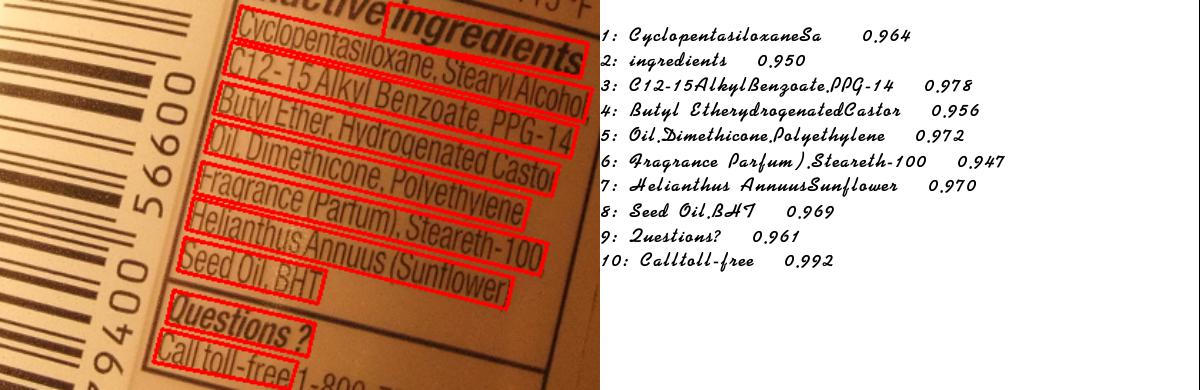 ingredients
Cyclopentasiloxane, Stearyl Alcohol
C12-15 Alkyl Benzoate, PPG-14
Butyl Ether, Hydrogenated Castor
Oil, Dimethicone, Polyethylene
Fragrance (Parfum), Steareth-100
Helianthus Annuus (Sunflower)
Seed Oil, BHT
Questions?
Call toll-free 1-800-
79400 56600
1: CyclopentasiloxaneSa 0.964
2: ingredients 0.950
3: C12-15AlkylBenzoate,PPG-14 0.978
4: Butyl EtherydrogenatedCastor 0.956
5: Oil,Dimethicone,Polyethylene 0.972
6: Fragrance Parfum),Steareth-100 0.947
7: Helianthus AnnuusSunflower 0.970
8: Seed Oil,BHT 0.969
9: Questions? 0.961
10: Calltoll-free 0.992